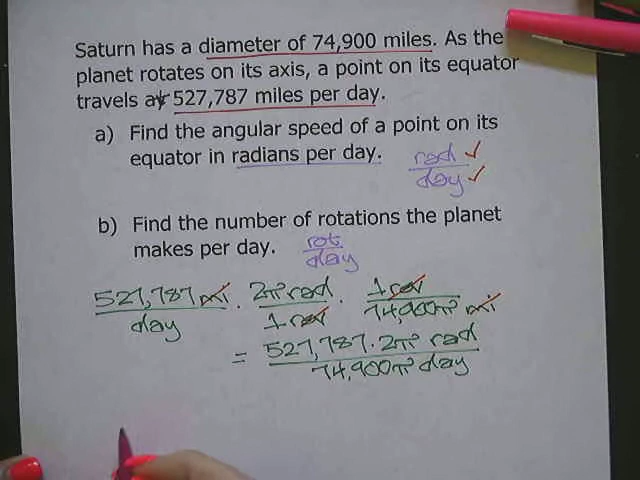 Saturn has a diameter of 74,900 miles. As the
planet rotates on its axis, a point on its equator
travels at 527,787 miles per day.
a) Find the angular speed of a point on its
equator in radians per day. rad ✓
day ✓
b) Find the number of rotations the planet
makes per day. rot
day
527,787 mi · 2π rad · 1 rev
day 1 rev 74,900π mi
= 527,787 · 2π rad
74,900π day